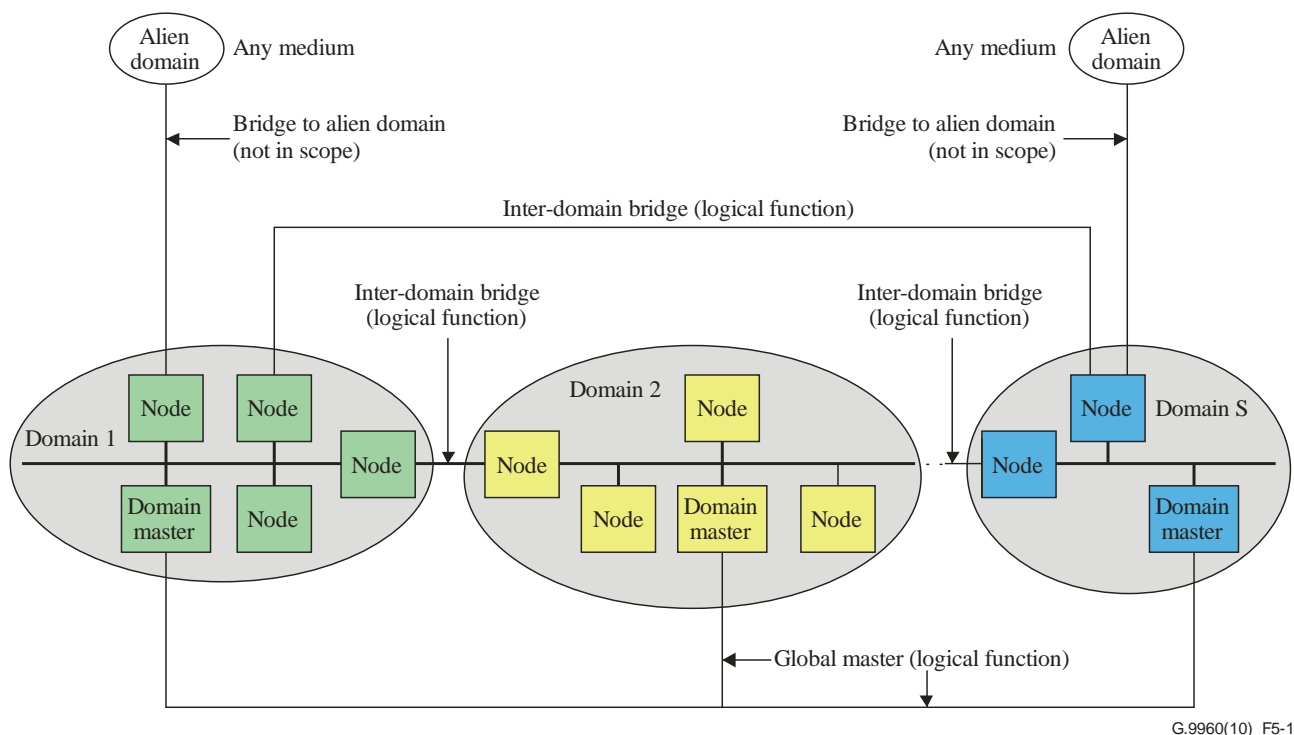 Alien
domain
Any medium
Any medium
Alien
domain
Bridge to alien domain
(not in scope)
Bridge to alien domain
(not in scope)
Inter-domain bridge (logical function)
Inter-domain bridge
(logical function)
Inter-domain bridge
(logical function)
Domain 1
Node
Node
Node
Domain
master
Node
Domain 2
Node
Node
Node
Domain
master
Node
Domain S
Node
Node
Domain
master
Global master (logical function)
G.9960(10)_F5-1